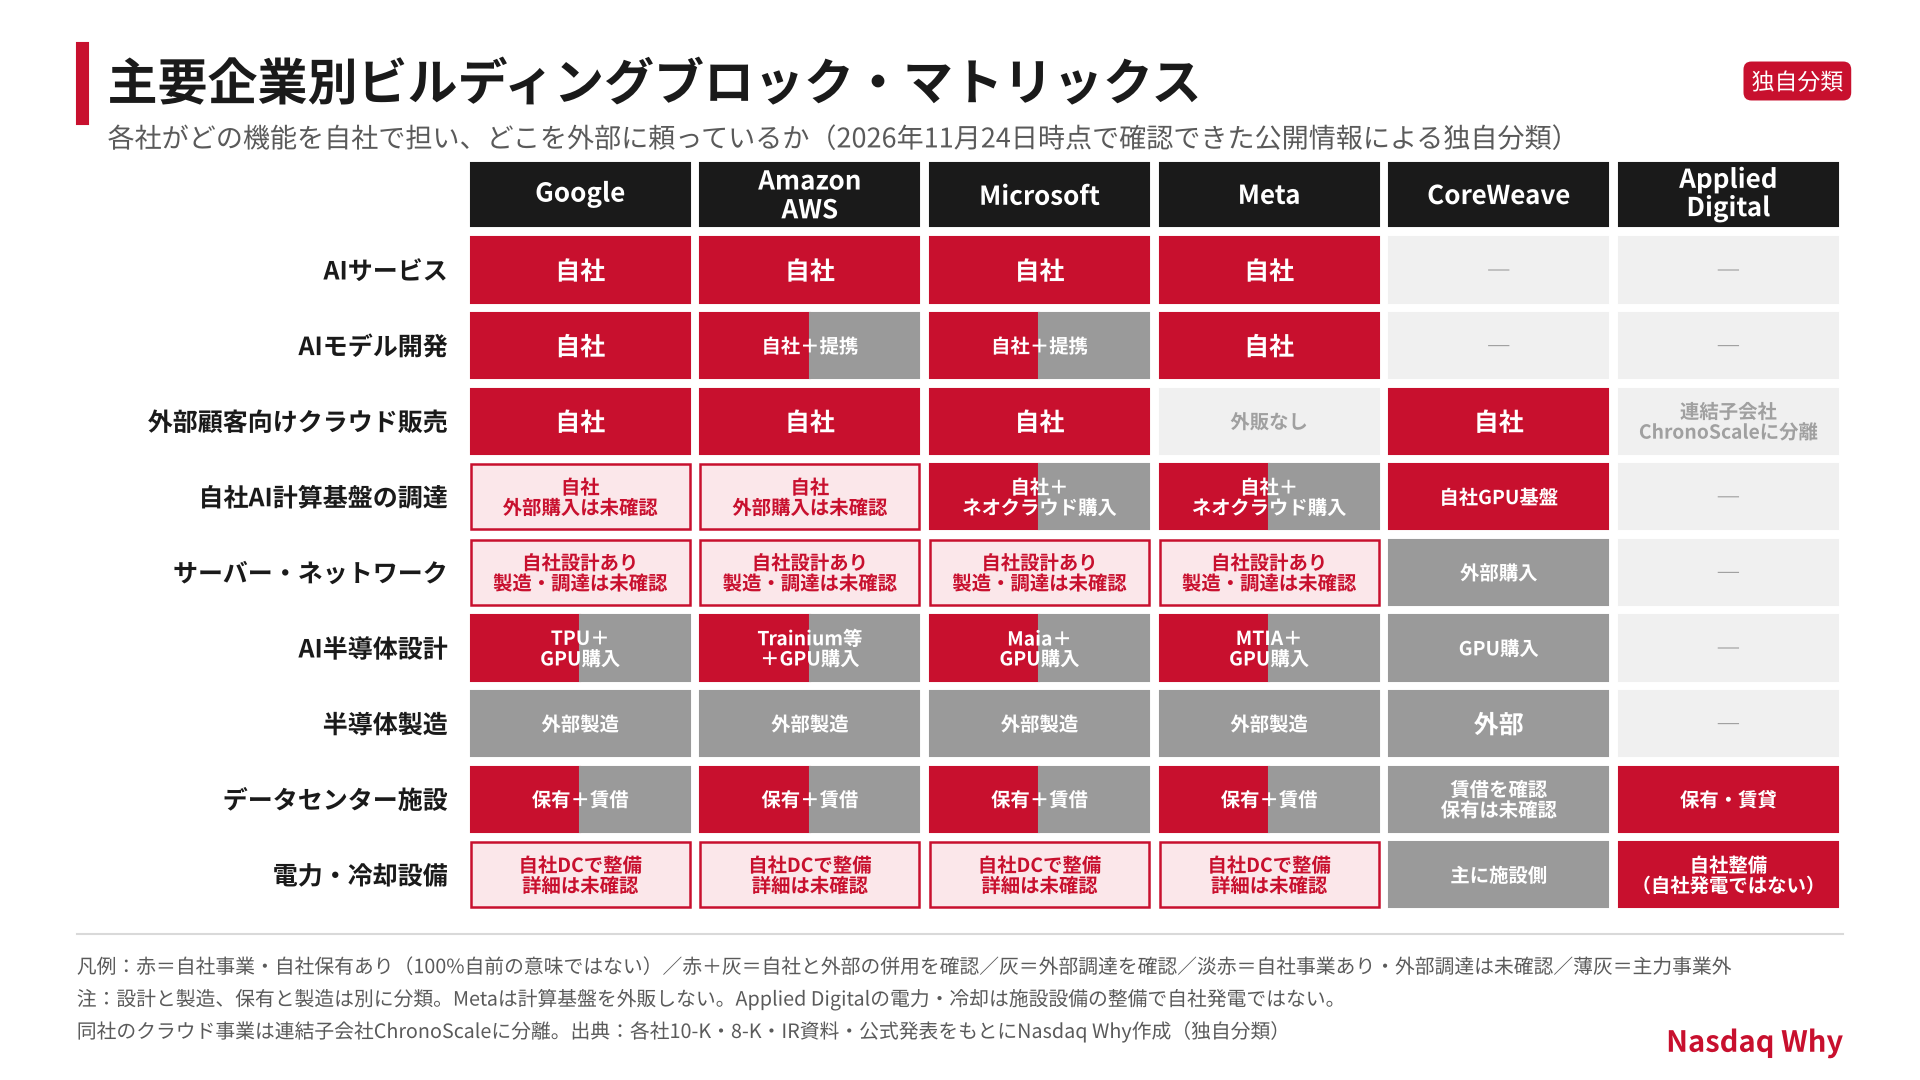 主要企業別ビルディングブロック・マトリックス
独自分類
各社がどの機能を自社で担い、どこを外部に頼っているか（2026年11月24日時点で確認できた公開情報による独自分類）
Google
Amazon
AWS
Microsoft
Meta
CoreWeave
Applied
Digital
AIサービス
自社
自社
自社
自社
—
—
AIモデル開発
自社
自社＋提携
自社＋提携
自社
—
—
外部顧客向けクラウド販売
自社
自社
自社
外販なし
自社
連結子会社
ChronoScaleに分離
自社AI計算基盤の調達
自社
外部購入は未確認
自社
外部購入は未確認
自社＋
ネオクラウド購入
自社＋
ネオクラウド購入
自社GPU基盤
—
サーバー・ネットワーク
自社設計あり
製造・調達は未確認
自社設計あり
製造・調達は未確認
自社設計あり
製造・調達は未確認
自社設計あり
製造・調達は未確認
外部購入
—
AI半導体設計
TPU＋
GPU購入
Trainium等
＋GPU購入
Maia＋
GPU購入
MTIA＋
GPU購入
GPU購入
—
半導体製造
外部製造
外部製造
外部製造
外部製造
外部
—
データセンター施設
保有＋賃借
保有＋賃借
保有＋賃借
保有＋賃借
賃借を確認
保有は未確認
保有・賃貸
電力・冷却設備
自社DCで整備
詳細は未確認
自社DCで整備
詳細は未確認
自社DCで整備
詳細は未確認
自社DCで整備
詳細は未確認
主に施設側
自社整備
（自社発電ではない）
凡例：赤＝自社事業・自社保有あり（100%自前の意味ではない）／赤＋灰＝自社と外部の併用を確認／灰＝外部調達を確認／淡赤＝自社事業あり・外部調達は未確認／薄灰＝主力事業外
注：設計と製造、保有と製造は別に分類。Metaは計算基盤を外販しない。Applied Digitalの電力・冷却は施設設備の整備で自社発電ではない。
同社のクラウド事業は連結子会社ChronoScaleに分離。出典：各社10-K・8-K・IR資料・公式発表をもとにNasdaq Why作成（独自分類）
Nasdaq Why